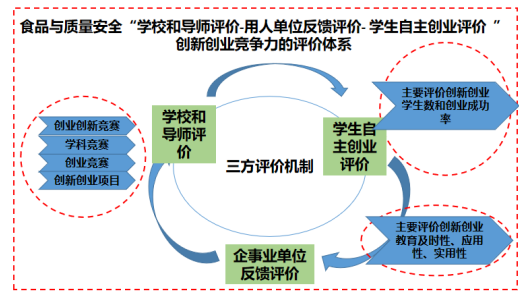 食品与质量安全“学校和导师评价-用人单位反馈评价- 学生自主创业评价 ”
创新创业竞争力的评价体系
创业创新竞赛
学科竞赛
创业竞赛
创新创业项目
学校和
导师评
价
三方评价机制
学生自
主创业
评价
主要评价创新创业
学生数和创业成功
率
企事业单位
反馈评价
主要评价创新创业
教育及时性、应用
性、实用性